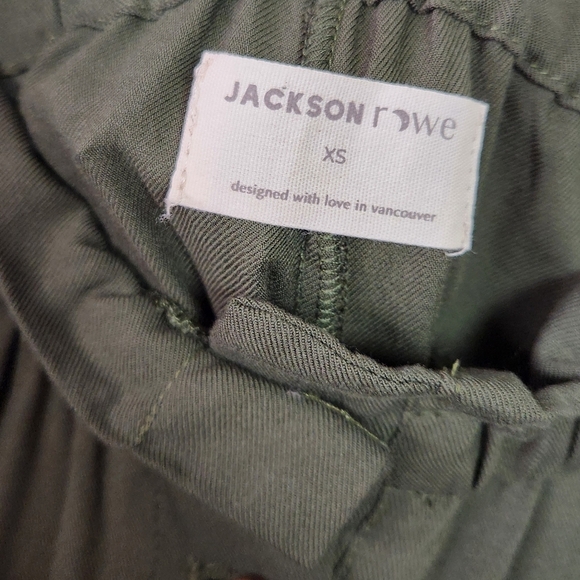 JACKSON rowe
XS
designed with love in vancouver